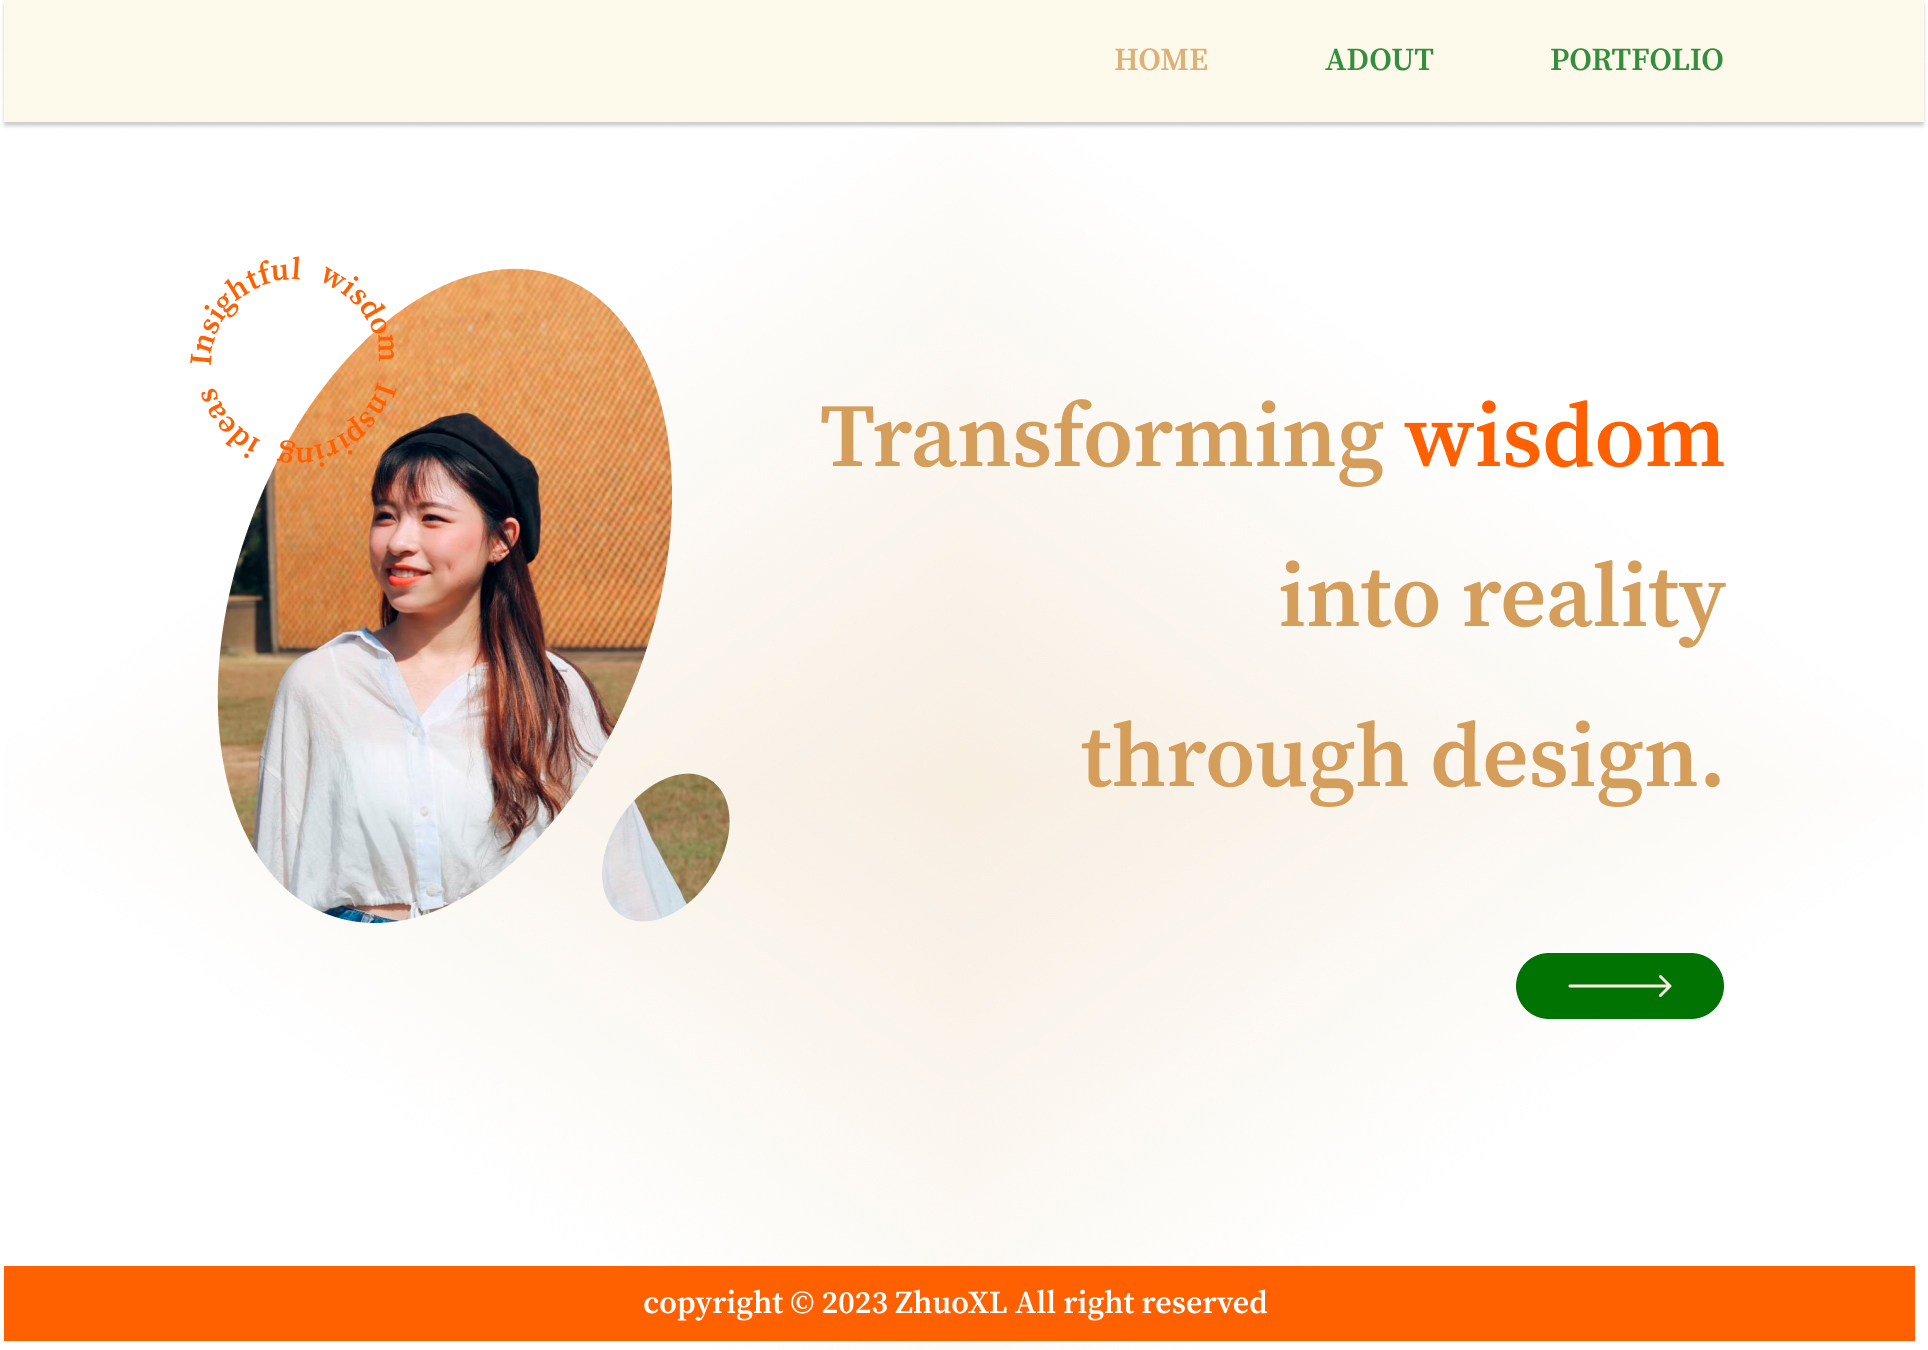 HOME ADOUT PORTFOLIO
Insightful wisdom Inspiring ideas
Transforming wisdom
into reality
through design.
copyright © 2023 ZhuoXL All right reserved